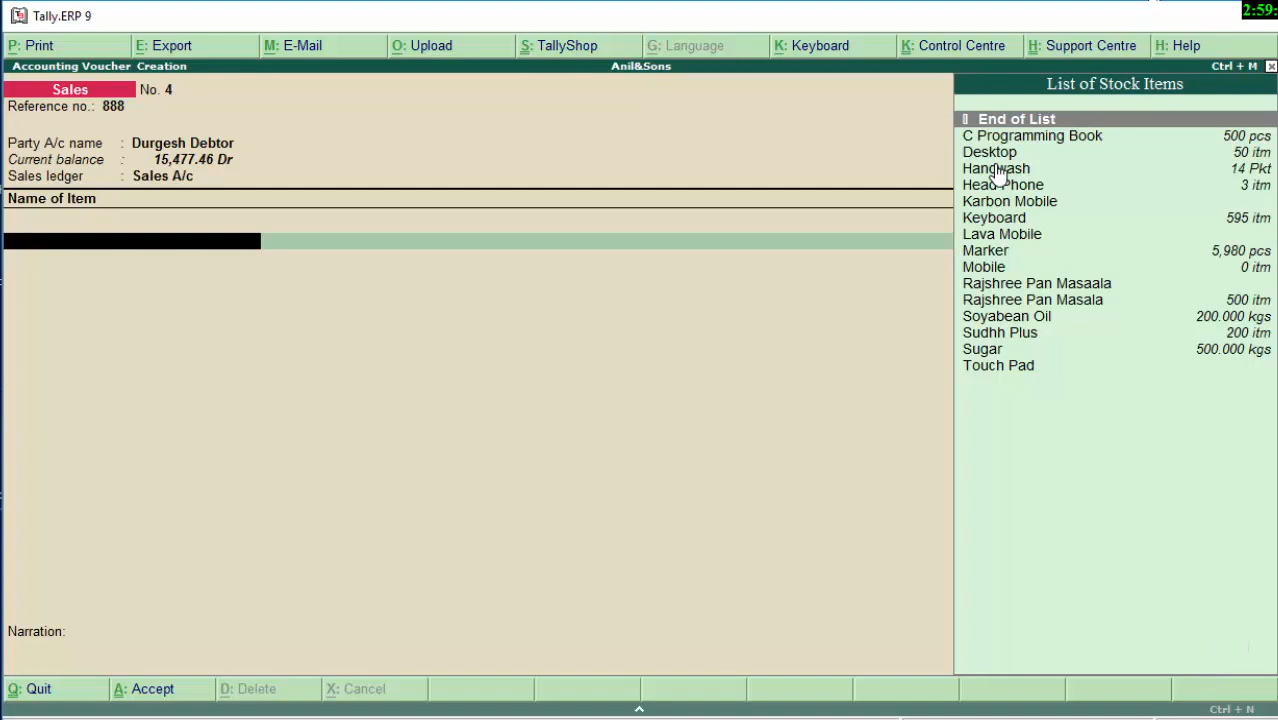 2:59:
Tally.ERP 9
P: Print E: Export M: E-Mail O: Upload S: TallyShop G: Language K: Keyboard K: Control Centre H: Support Centre H: Help
Accounting Voucher Creation Anil&Sons Ctrl + M
Sales No. 4
Reference no.: 888
Party A/c name : Durgesh Debtor
Current balance : 15,477.46 Dr
Sales ledger : Sales A/c
Name of Item
List of Stock Items
End of List
C Programming Book 500 pcs
Desktop 50 itm
Handwash 14 Pkt
Head Phone 3 itm
Karbon Mobile
Keyboard 595 itm
Lava Mobile
Marker 5,980 pcs
Mobile 0 itm
Rajshree Pan Masaala
Rajshree Pan Masala 500 itm
Soyabean Oil 200.000 kgs
Sudhh Plus 200 itm
Sugar 500.000 kgs
Touch Pad
Narration:
Q: Quit A: Accept D: Delete X: Cancel
Ctrl + N